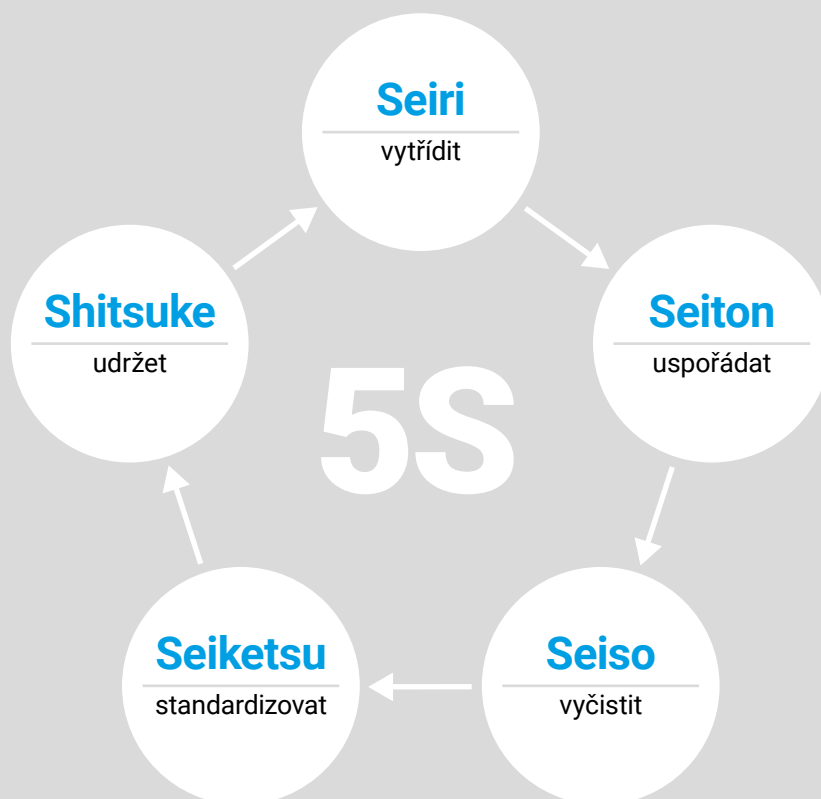 Seiri
vytřídit
Seiton
uspořádat
Seiso
vyčistit
Seiketsu
standardizovat
Shitsuke
udržet
5S